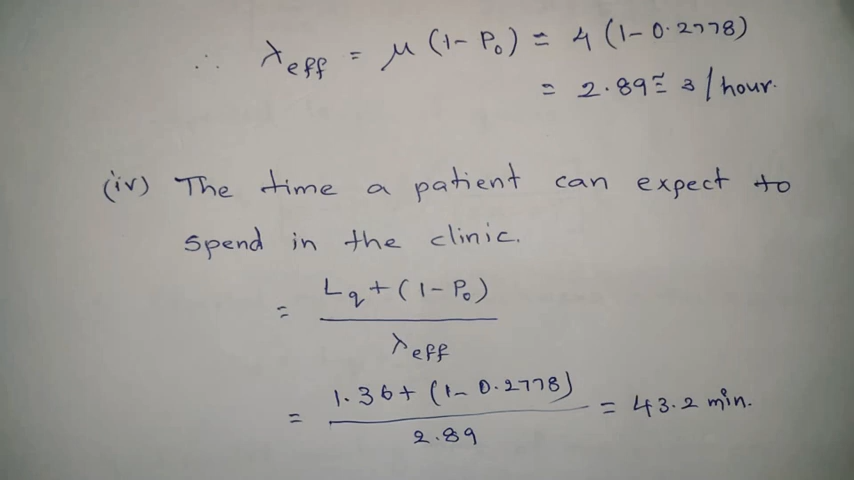 ∴ λeff = μ (1 - P₀) = 4 (1 - 0.2778)
= 2.89 ≅ 3 / hour.
(iv) The time a patient can expect to
spend in the clinic.
= Lq + (1 - P₀)
λeff
= 1.36 + (1 - 0.2778) = 43.2 min.
2.89